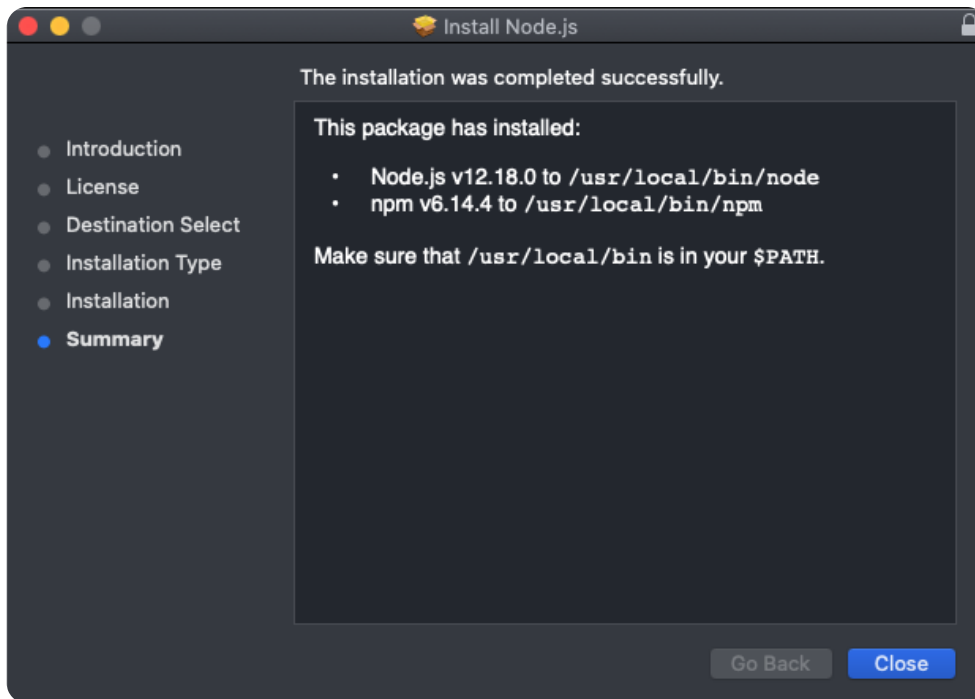 Install Node.js
The installation was completed successfully.
Introduction
License
Destination Select
Installation Type
Installation
Summary
This package has installed:
• Node.js v12.18.0 to /usr/local/bin/node
• npm v6.14.4 to /usr/local/bin/npm
Make sure that /usr/local/bin is in your $PATH.
Go Back
Close